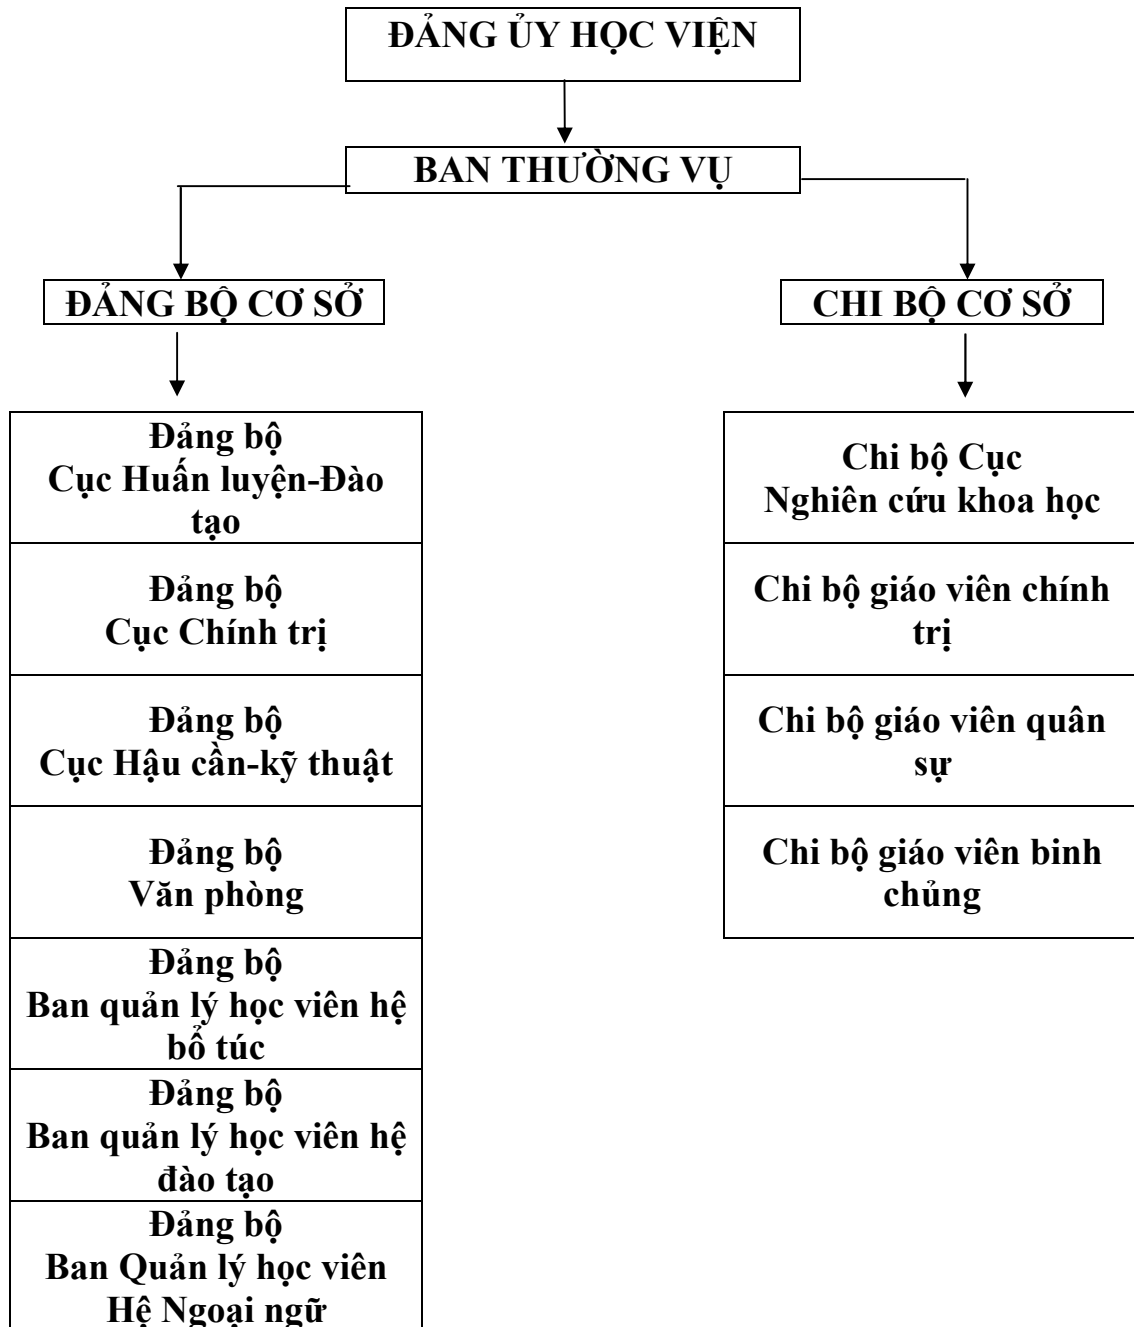 ĐẢNG ỦY HỌC VIỆN
BAN THƯỜNG VỤ
ĐẢNG BỘ CƠ SỞ
CHI BỘ CƠ SỞ
Đảng bộ
Cục Huấn luyện-Đào
tạo
Đảng bộ
Cục Chính trị
Đảng bộ
Cục Hậu cần-kỹ thuật
Đảng bộ
Văn phòng
Đảng bộ
Ban quản lý học viên hệ
bổ túc
Đảng bộ
Ban quản lý học viên hệ
đào tạo
Đảng bộ
Ban Quản lý học viên
Hệ Ngoại ngữ
Chi bộ Cục
Nghiên cứu khoa học
Chi bộ giáo viên chính
trị
Chi bộ giáo viên quân
sự
Chi bộ giáo viên binh
chủng